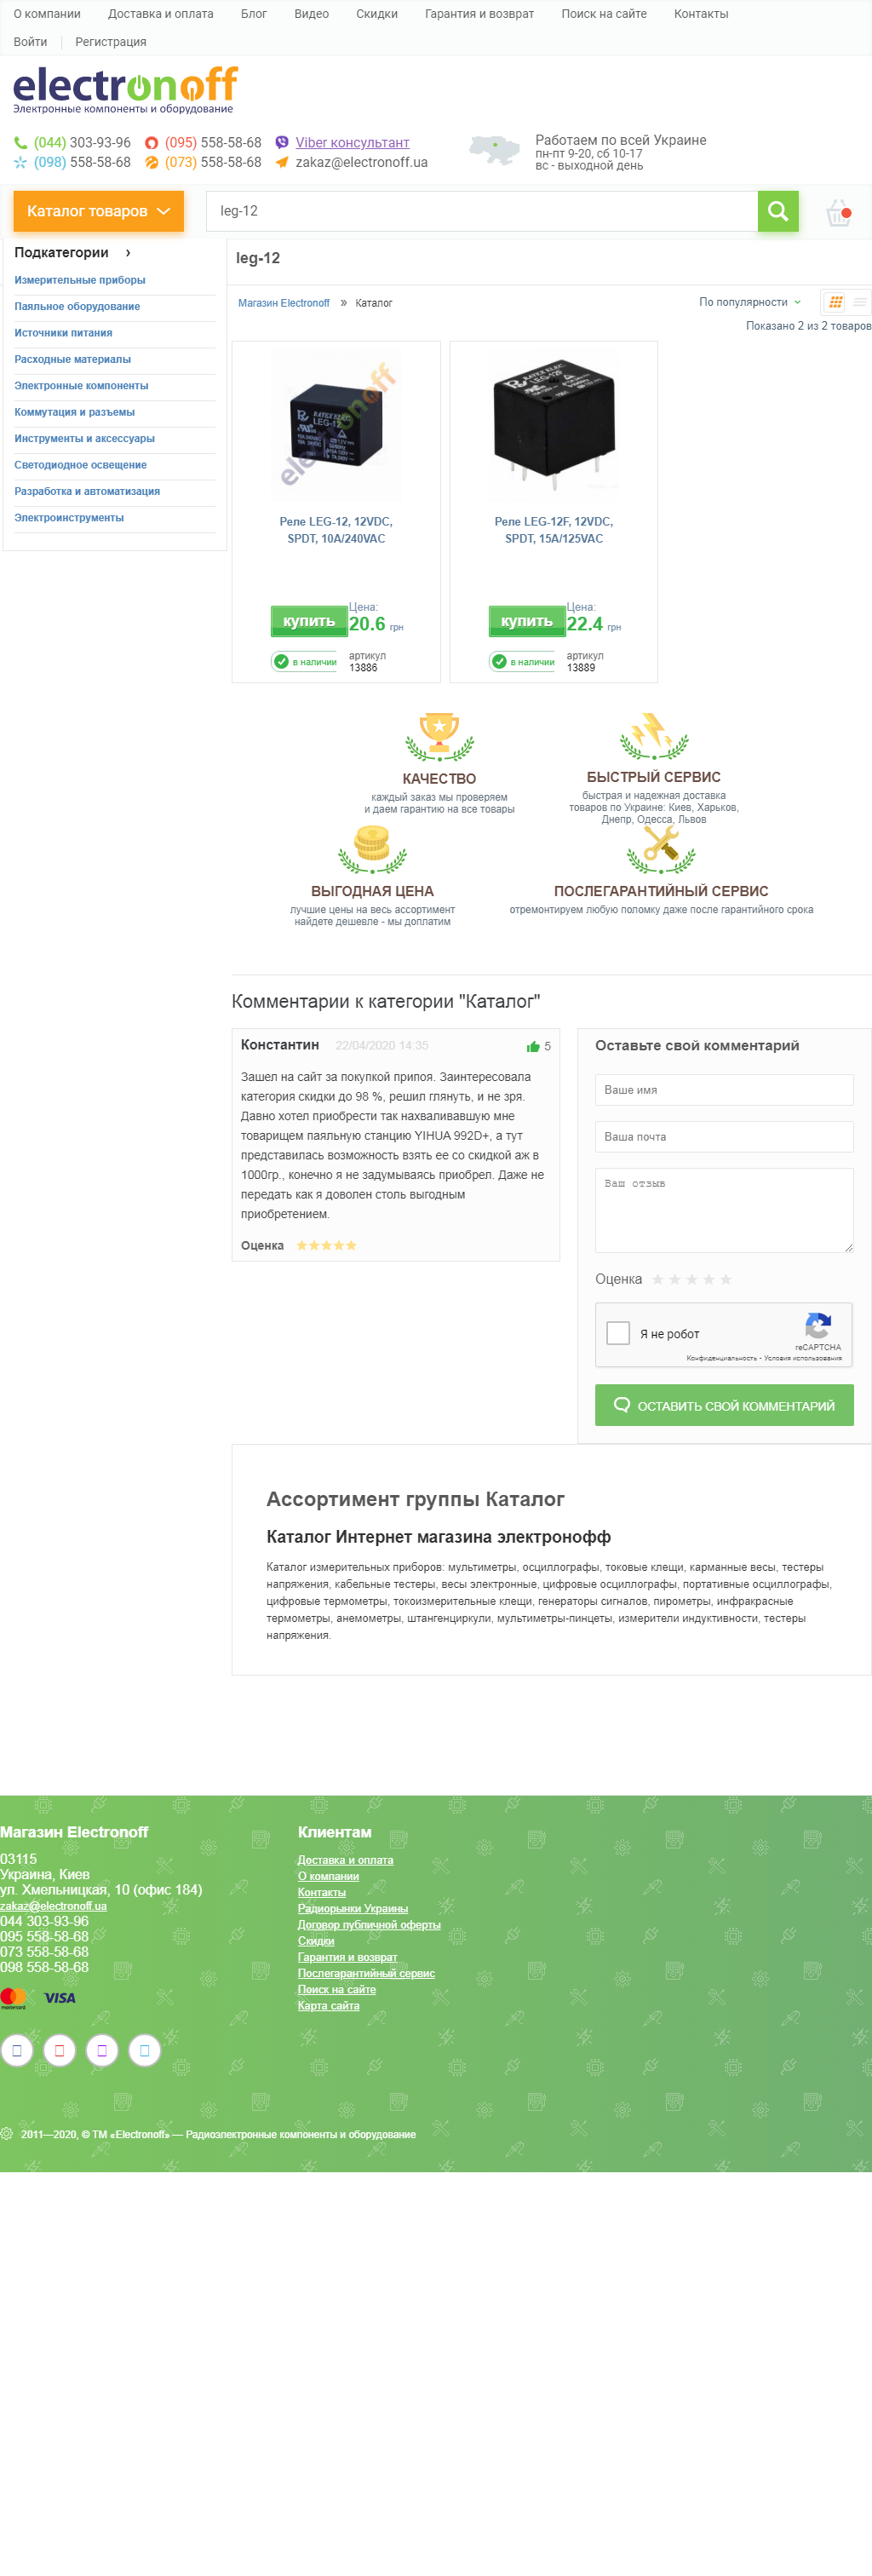 О компании Доставка и оплата Блог Видео Скидки Гарантия и возврат Поиск на сайте Контакты
Войти Регистрация
electronoff
Электронные компоненты и оборудование
(044) 303-93-96 (095) 558-58-68 Viber консультант
(098) 558-58-68 (073) 558-58-68 zakaz@electronoff.ua
Работаем по всей Украине
пн-пт 9-20, сб 10-17
вс - выходной день
Каталог товаров leg-12
Подкатегории ›
Измерительные приборы
Паяльное оборудование
Источники питания
Расходные материалы
Электронные компоненты
Коммутация и разъемы
Инструменты и аксессуары
Светодиодное освещение
Разработка и автоматизация
Электроинструменты
leg-12
Магазин Electronoff » Каталог
По популярности
Показано 2 из 2 товаров
electronoff
RAYEX ELEC
LEG-12
RAYEX ELEC
LEG-12F
Реле LEG-12, 12VDC,
SPDT, 10A/240VAC
Реле LEG-12F, 12VDC,
SPDT, 15A/125VAC
купить Цена:
20.6 грн
в наличии артикул
13886
купить Цена:
22.4 грн
в наличии артикул
13889
КАЧЕСТВО
каждый заказ мы проверяем
и даем гарантию на все товары
БЫСТРЫЙ СЕРВИС
быстрая и надежная доставка
товаров по Украине: Киев, Харьков,
Днепр, Одесса, Львов
ВЫГОДНАЯ ЦЕНА
лучшие цены на весь ассортимент
найдете дешевле - мы доплатим
ПОСЛЕГАРАНТИЙНЫЙ СЕРВИС
отремонтируем любую поломку даже после гарантийного срока
Комментарии к категории "Каталог"
Константин 22/04/2020 14:35 5
Зашел на сайт за покупкой припоя. Заинтересовала
категория скидки до 98 %, решил глянуть, и не зря.
Давно хотел приобрести так нахваливавшую мне
товарищем паяльную станцию YIHUA 992D+, а тут
представилась возможность взять ее со скидкой аж в
1000гр., конечно я не задумываясь приобрел. Даже не
передать как я доволен столь выгодным
приобретением.
Оценка
Оставьте свой комментарий
Ваше имя
Ваша почта
Ваш отзыв
Оценка
Я не робот
reCAPTCHA
Конфиденциальность - Условия использования
ОСТАВИТЬ СВОЙ КОММЕНТАРИЙ
Ассортимент группы Каталог
Каталог Интернет магазина электронофф
Каталог измерительных приборов: мультиметры, осциллографы, токовые клещи, карманные весы, тестеры
напряжения, кабельные тестеры, весы электронные, цифровые осциллографы, портативные осциллографы,
цифровые термометры, токоизмерительные клещи, генераторы сигналов, пирометры, инфракрасные
термометры, анемометры, штангенциркули, мультиметры-пинцеты, измерители индуктивности, тестеры
напряжения.
Магазин Electronoff
03115
Украина, Киев
ул. Хмельницкая, 10 (офис 184)
zakaz@electronoff.ua
044 303-93-96
095 558-58-68
073 558-58-68
098 558-58-68
mastercard VISA
Клиентам
Доставка и оплата
О компании
Контакты
Радиорынки Украины
Договор публичной оферты
Скидки
Гарантия и возврат
Послегарантийный сервис
Поиск на сайте
Карта сайта
2011—2020, © ТМ «Electronoff» — Радиоэлектронные компоненты и оборудование